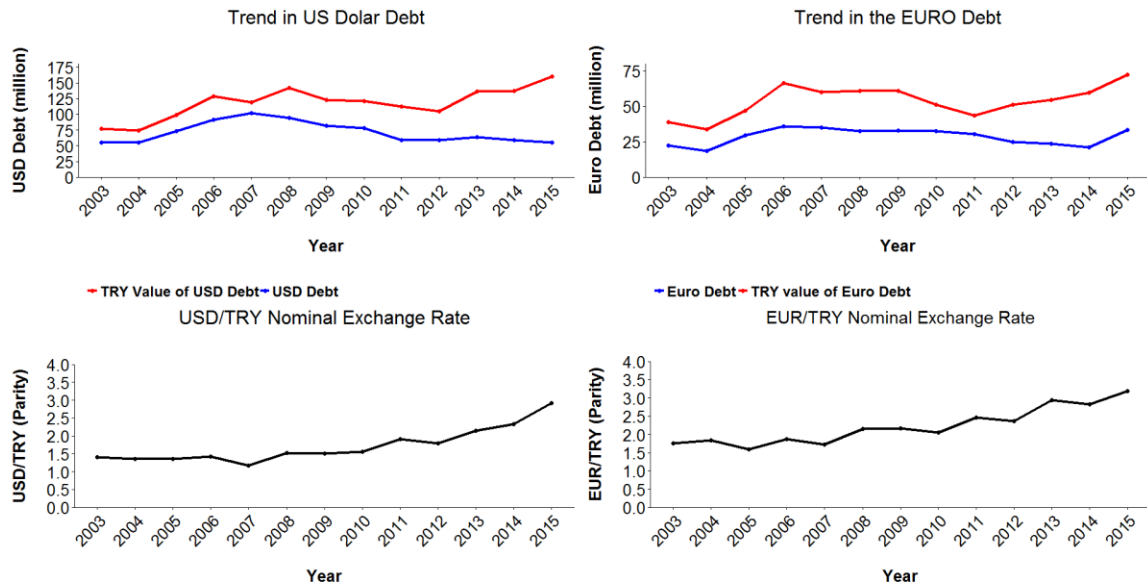 Trend in US Dolar Debt
USD Debt (million)
175
150
125
100
75
50
25
0
2003 2004 2005 2006 2007 2008 2009 2010 2011 2012 2013 2014 2015
Year
TRY Value of USD Debt USD Debt
Trend in the EURO Debt
Euro Debt (million)
75
50
25
0
2003 2004 2005 2006 2007 2008 2009 2010 2011 2012 2013 2014 2015
Year
Euro Debt TRY value of Euro Debt
USD/TRY Nominal Exchange Rate
USD/TRY (Parity)
4.0
3.5
3.0
2.5
2.0
1.5
1.0
0.5
0.0
2003 2004 2005 2006 2007 2008 2009 2010 2011 2012 2013 2014 2015
Year
EUR/TRY Nominal Exchange Rate
EUR/TRY (Parity)
4.0
3.5
3.0
2.5
2.0
1.5
1.0
0.5
0.0
2003 2004 2005 2006 2007 2008 2009 2010 2011 2012 2013 2014 2015
Year